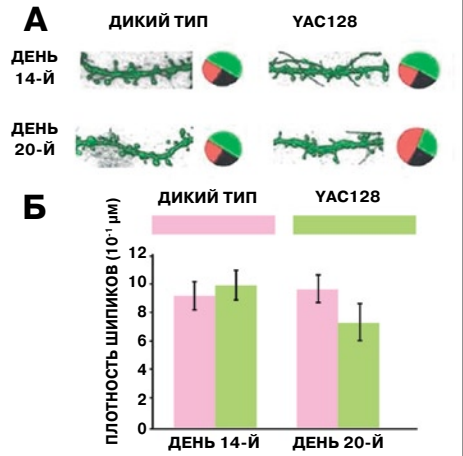 А
ДИКИЙ ТИП YAC128
ДЕНЬ
14-Й
ДЕНЬ
20-Й
Б
ДИКИЙ ТИП YAC128
ПЛОТНОСТЬ ШИПИКОВ (10⁻¹ µМ)
12
10
8
6
4
2
0
ДЕНЬ 14-Й ДЕНЬ 20-Й